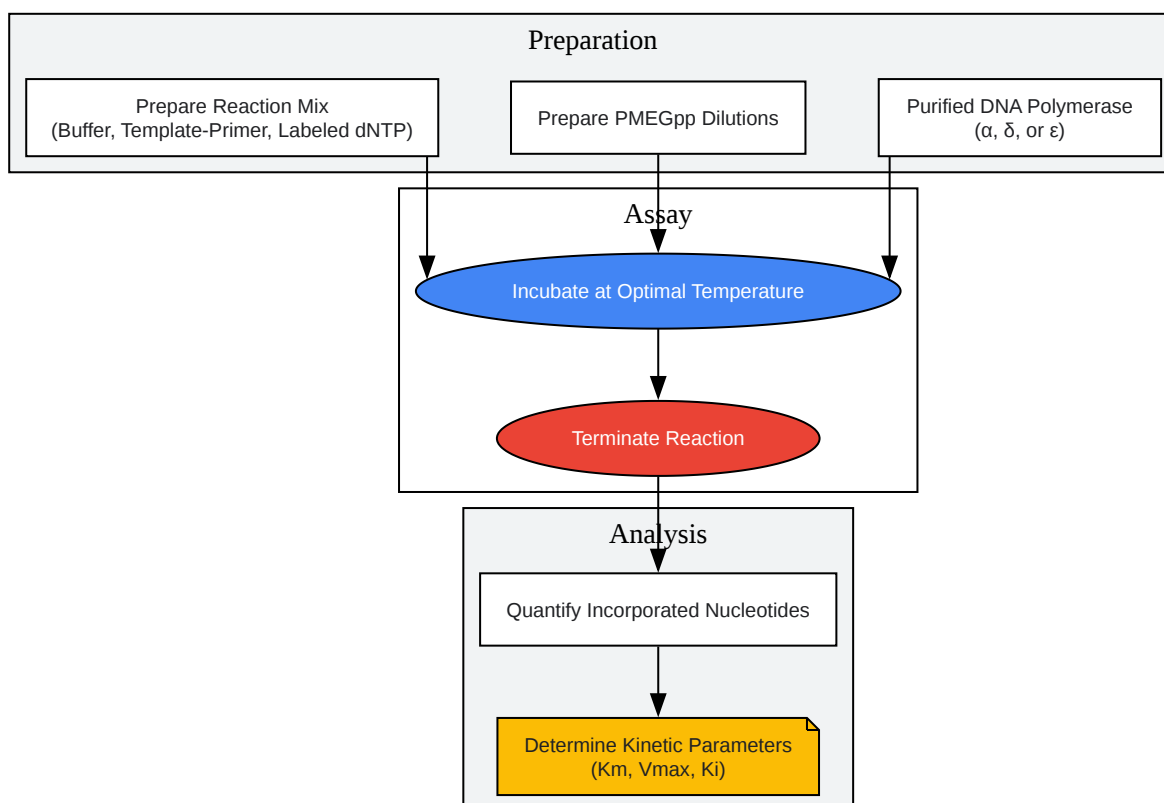 Preparation
Prepare Reaction Mix
(Buffer, Template-Primer, Labeled dNTP)
Prepare PMEGpp Dilutions
Purified DNA Polymerase
(α, δ, or ε)
Assay
Incubate at Optimal Temperature
Terminate Reaction
Analysis
Quantify Incorporated Nucleotides
Determine Kinetic Parameters
(Km, Vmax, Ki)